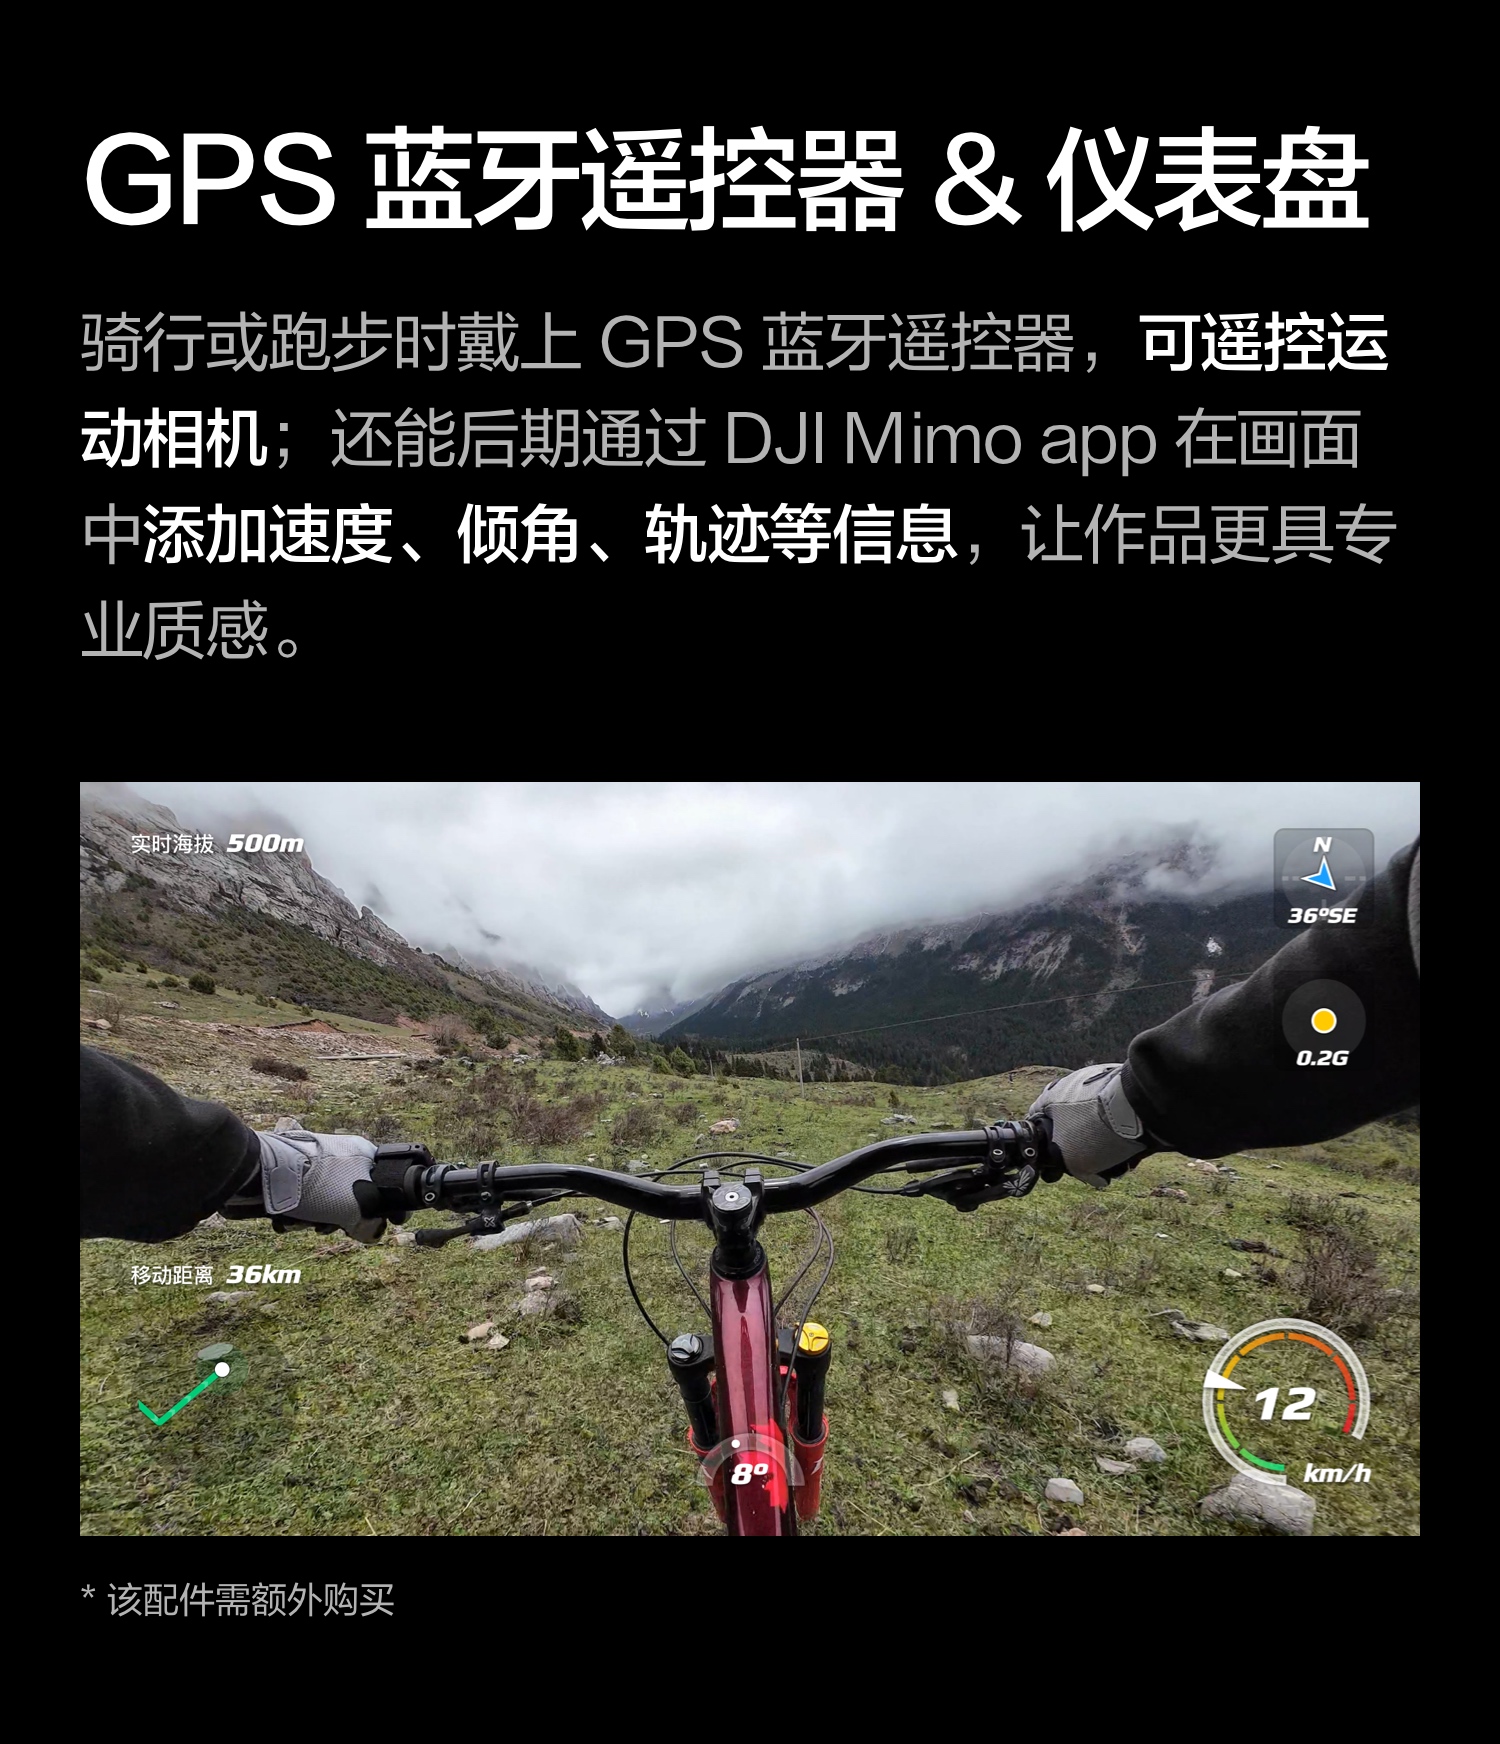 GPS 蓝牙遥控器 & 仪表盘
骑行或跑步时戴上 GPS 蓝牙遥控器，可遥控运
动相机；还能后期通过 DJI Mimo app 在画面
中添加速度、倾角、轨迹等信息，让作品更具专
业质感。
实时海拔 500m
N
36°SE
0.2G
移动距离 36km
12
km/h
8°
* 该配件需额外购买